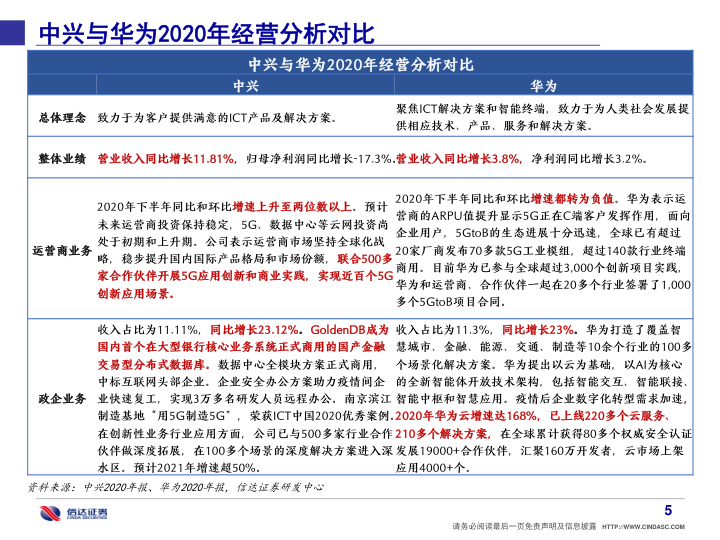 中兴与华为2020年经营分析对比
中兴与华为2020年经营分析对比
中兴
华为
总体理念
致力于为客户提供满意的ICT产品及解决方案。
聚焦ICT解决方案和智能终端，致力于为人类社会发展提
供相应技术、产品、服务和解决方案。
整体业绩
营业收入同比增长11.81%，归母净利润同比增长-17.3%。
营业收入同比增长3.8%，净利润同比增长3.2%。
运营商业务
2020年下半年同比和环比增速上升至两位数以上。预计
未来运营商投资保持稳定，5G、数据中心等云网投资尚
处于初期和上升期。公司表示运营商市场坚持全球化战
略，稳步提升国内国际产品格局和市场份额，联合500多
家合作伙伴开展5G应用创新和商业实践，实现近百个5G
创新应用场景。
2020年下半年同比和环比增速都转为负值。华为表示运
营商的ARPU值提升显示5G正在C端客户发挥作用，面向
企业用户，5GtoB的生态进展十分迅速，全球已有超过
20家厂商发布70多款5G工业模组，超过140款行业终端
商用。目前华为已参与全球超过3,000个创新项目实践，
华为和运营商、合作伙伴一起在20多个行业签署了1,000
多个5GtoB项目合同。
政企业务
收入占比为11.11%，同比增长23.12%。GoldenDB成为
国内首个在大型银行核心业务系统正式商用的国产金融
交易型分布式数据库。数据中心全模块方案正式商用，
中标互联网头部企业。企业安全办公方案助力疫情间企
业快速复工，实现3万多名研发人员远程办公。南京滨江
制造基地“用5G制造5G”，荣获ICT中国2020优秀案例。
在创新性业务行业应用方面，公司已与500多家行业合作
伙伴做深度拓展，在100多个场景的深度解决方案进入深
水区。预计2021年增速超50%。
收入占比为11.3%，同比增长23%。华为打造了覆盖智
慧城市、金融、能源、交通、制造等10余个行业的100多
个场景化解决方案。华为提出以云为基础，以AI为核心
的全新智能体开放技术架构，包括智能交互、智能联接、
智能中枢和智慧应用。疫情后企业数字化转型需求加速，
2020年华为云增速达168%，已上线220多个云服务、
210多个解决方案，在全球累计获得80多个权威安全认证
发展19000+合作伙伴，汇聚160万开发者，云市场上架
应用4000+个。
资料来源：中兴2020年报、华为2020年报，信达证券研发中心
信达证券
CINDA SECURITIES
5
请务必阅读最后一页免责声明及信息披露 HTTP://WWW.CINDASC.COM